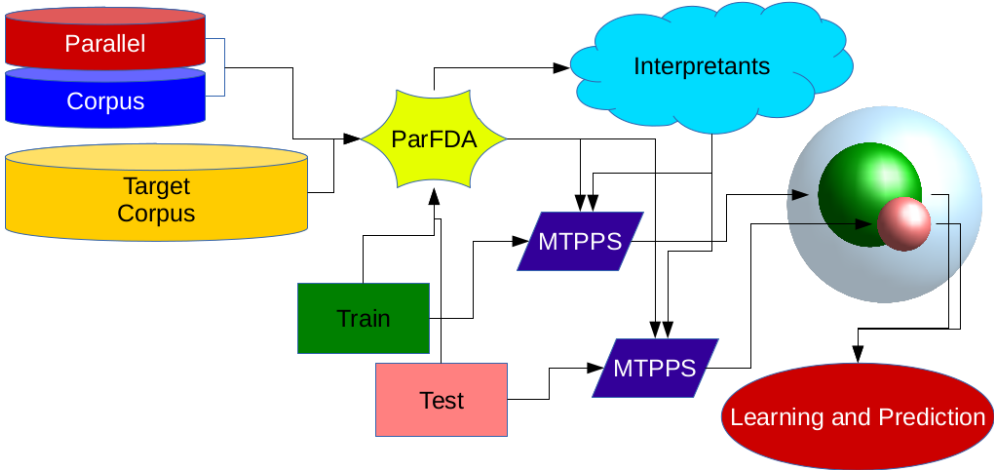 Parallel
Corpus
Target
Corpus
ParFDA
Interpretants
MTPPS
Train
MTPPS
Test
Learning and Prediction